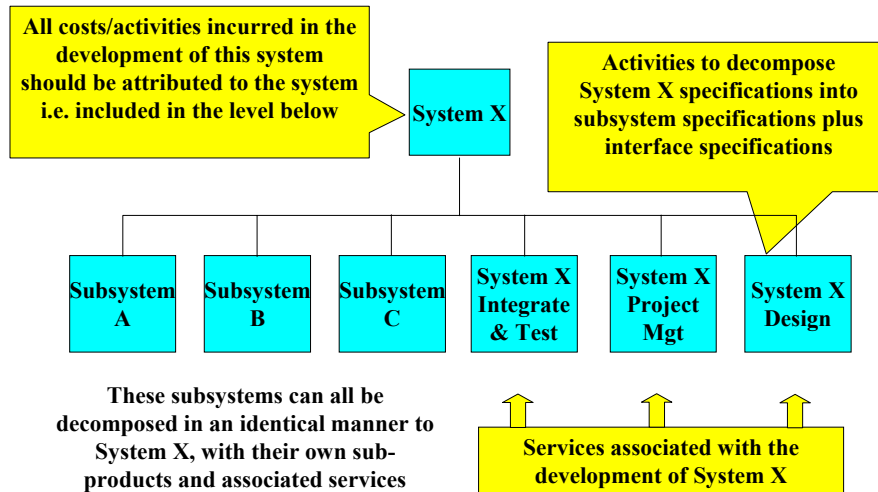 All costs/activities incurred in the
development of this system
should be attributed to the system
i.e. included in the level below
System X
Activities to decompose
System X specifications into
subsystem specifications plus
interface specifications
Subsystem
A
Subsystem
B
Subsystem
C
System X
Integrate
& Test
System X
Project
Mgt
System X
Design
These subsystems can all be
decomposed in an identical manner to
System X, with their own sub-
products and associated services
Services associated with the
development of System X